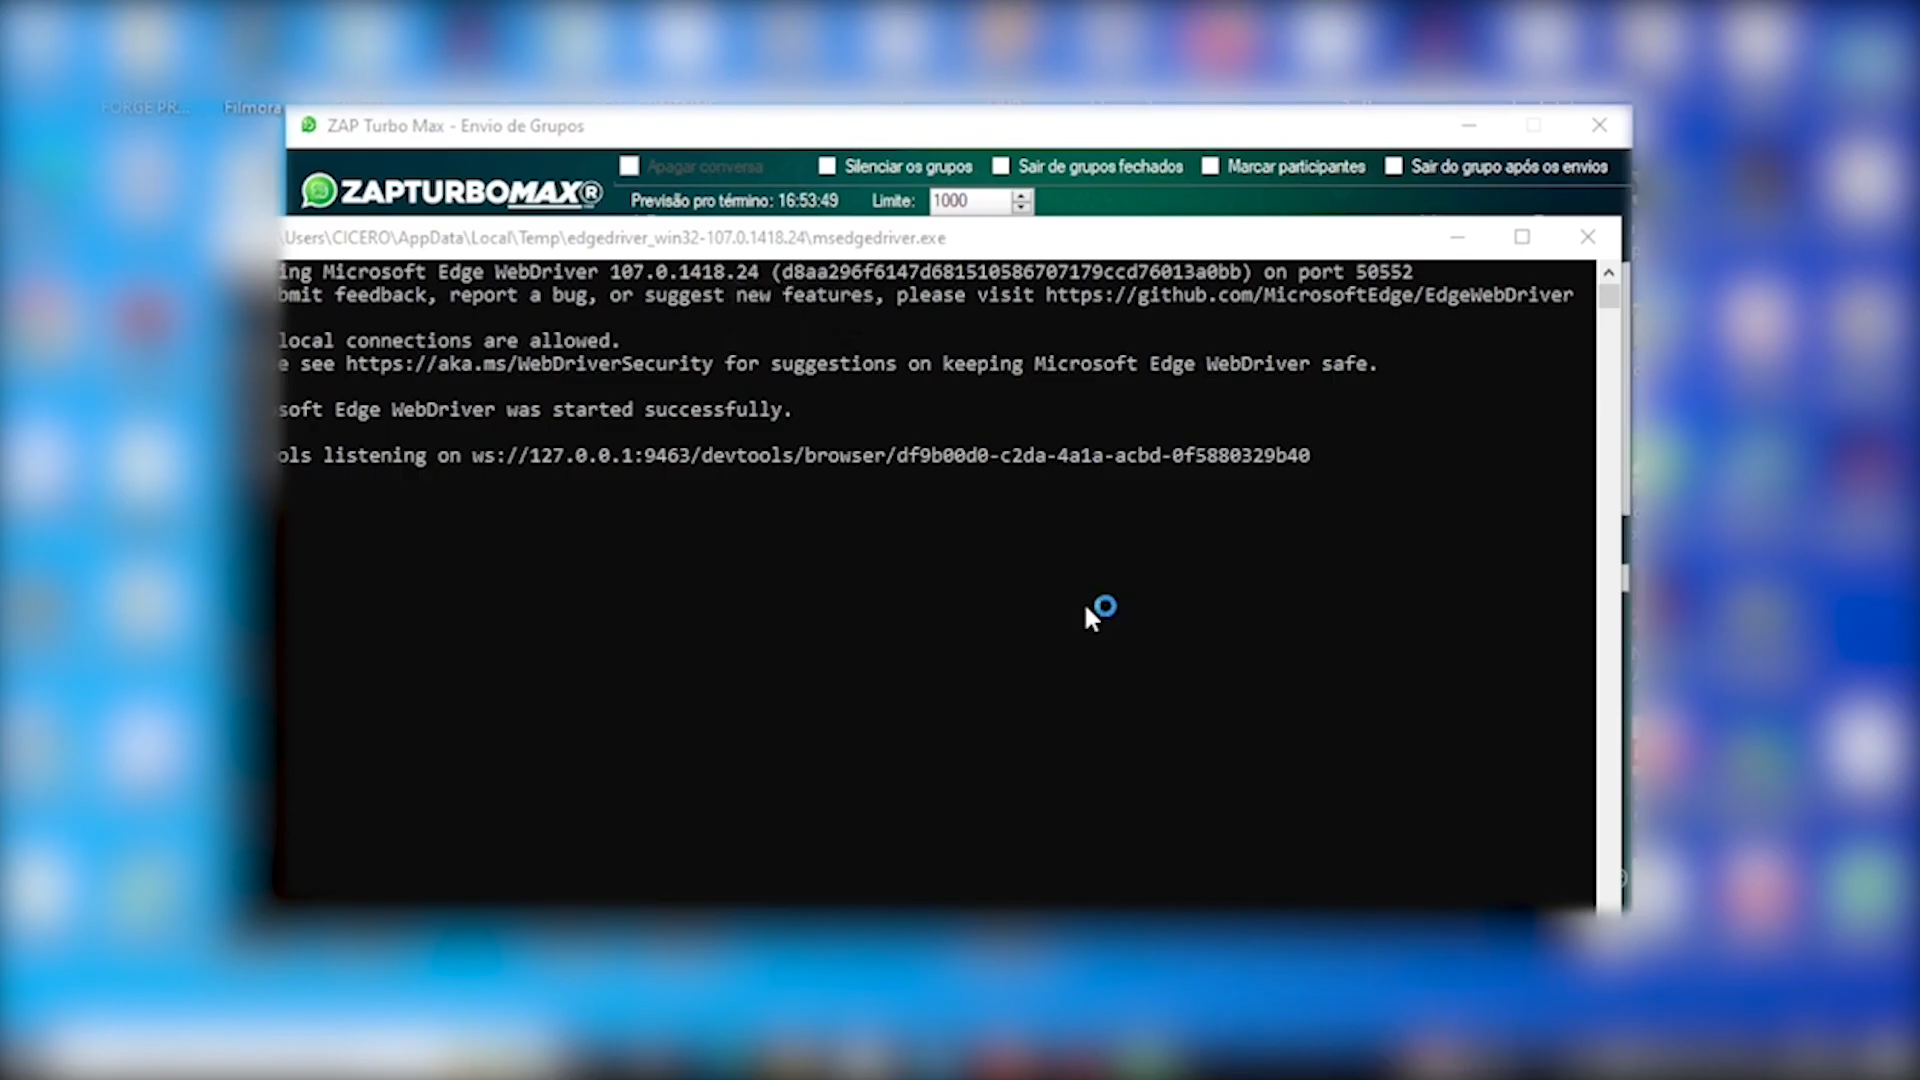 FORGE PR...
Filmora
ZAP Turbo Max - Envio de Grupos
Apagar conversa
Silenciar os grupos
Sair de grupos fechados
Marcar participantes
Sair do grupo após os envios
ZAPTURBOMAX®
Previsão pro término: 16:53:49
Limite:
1000
\Users\CICERO\AppData\Local\Temp\edgedriver_win32-107.0.1418.24\msedgedriver.exe
ing Microsoft Edge WebDriver 107.0.1418.24 (d8aa296f6147d681510586707179ccd76013a0bb) on port 50552
bmit feedback, report a bug, or suggest new features, please visit https://github.com/MicrosoftEdge/EdgeWebDriver
local connections are allowed.
e see https://aka.ms/WebDriverSecurity for suggestions on keeping Microsoft Edge WebDriver safe.
soft Edge WebDriver was started successfully.
ols listening on ws://127.0.0.1:9463/devtools/browser/df9b00d0-c2da-4a1a-acbd-0f5880329b40